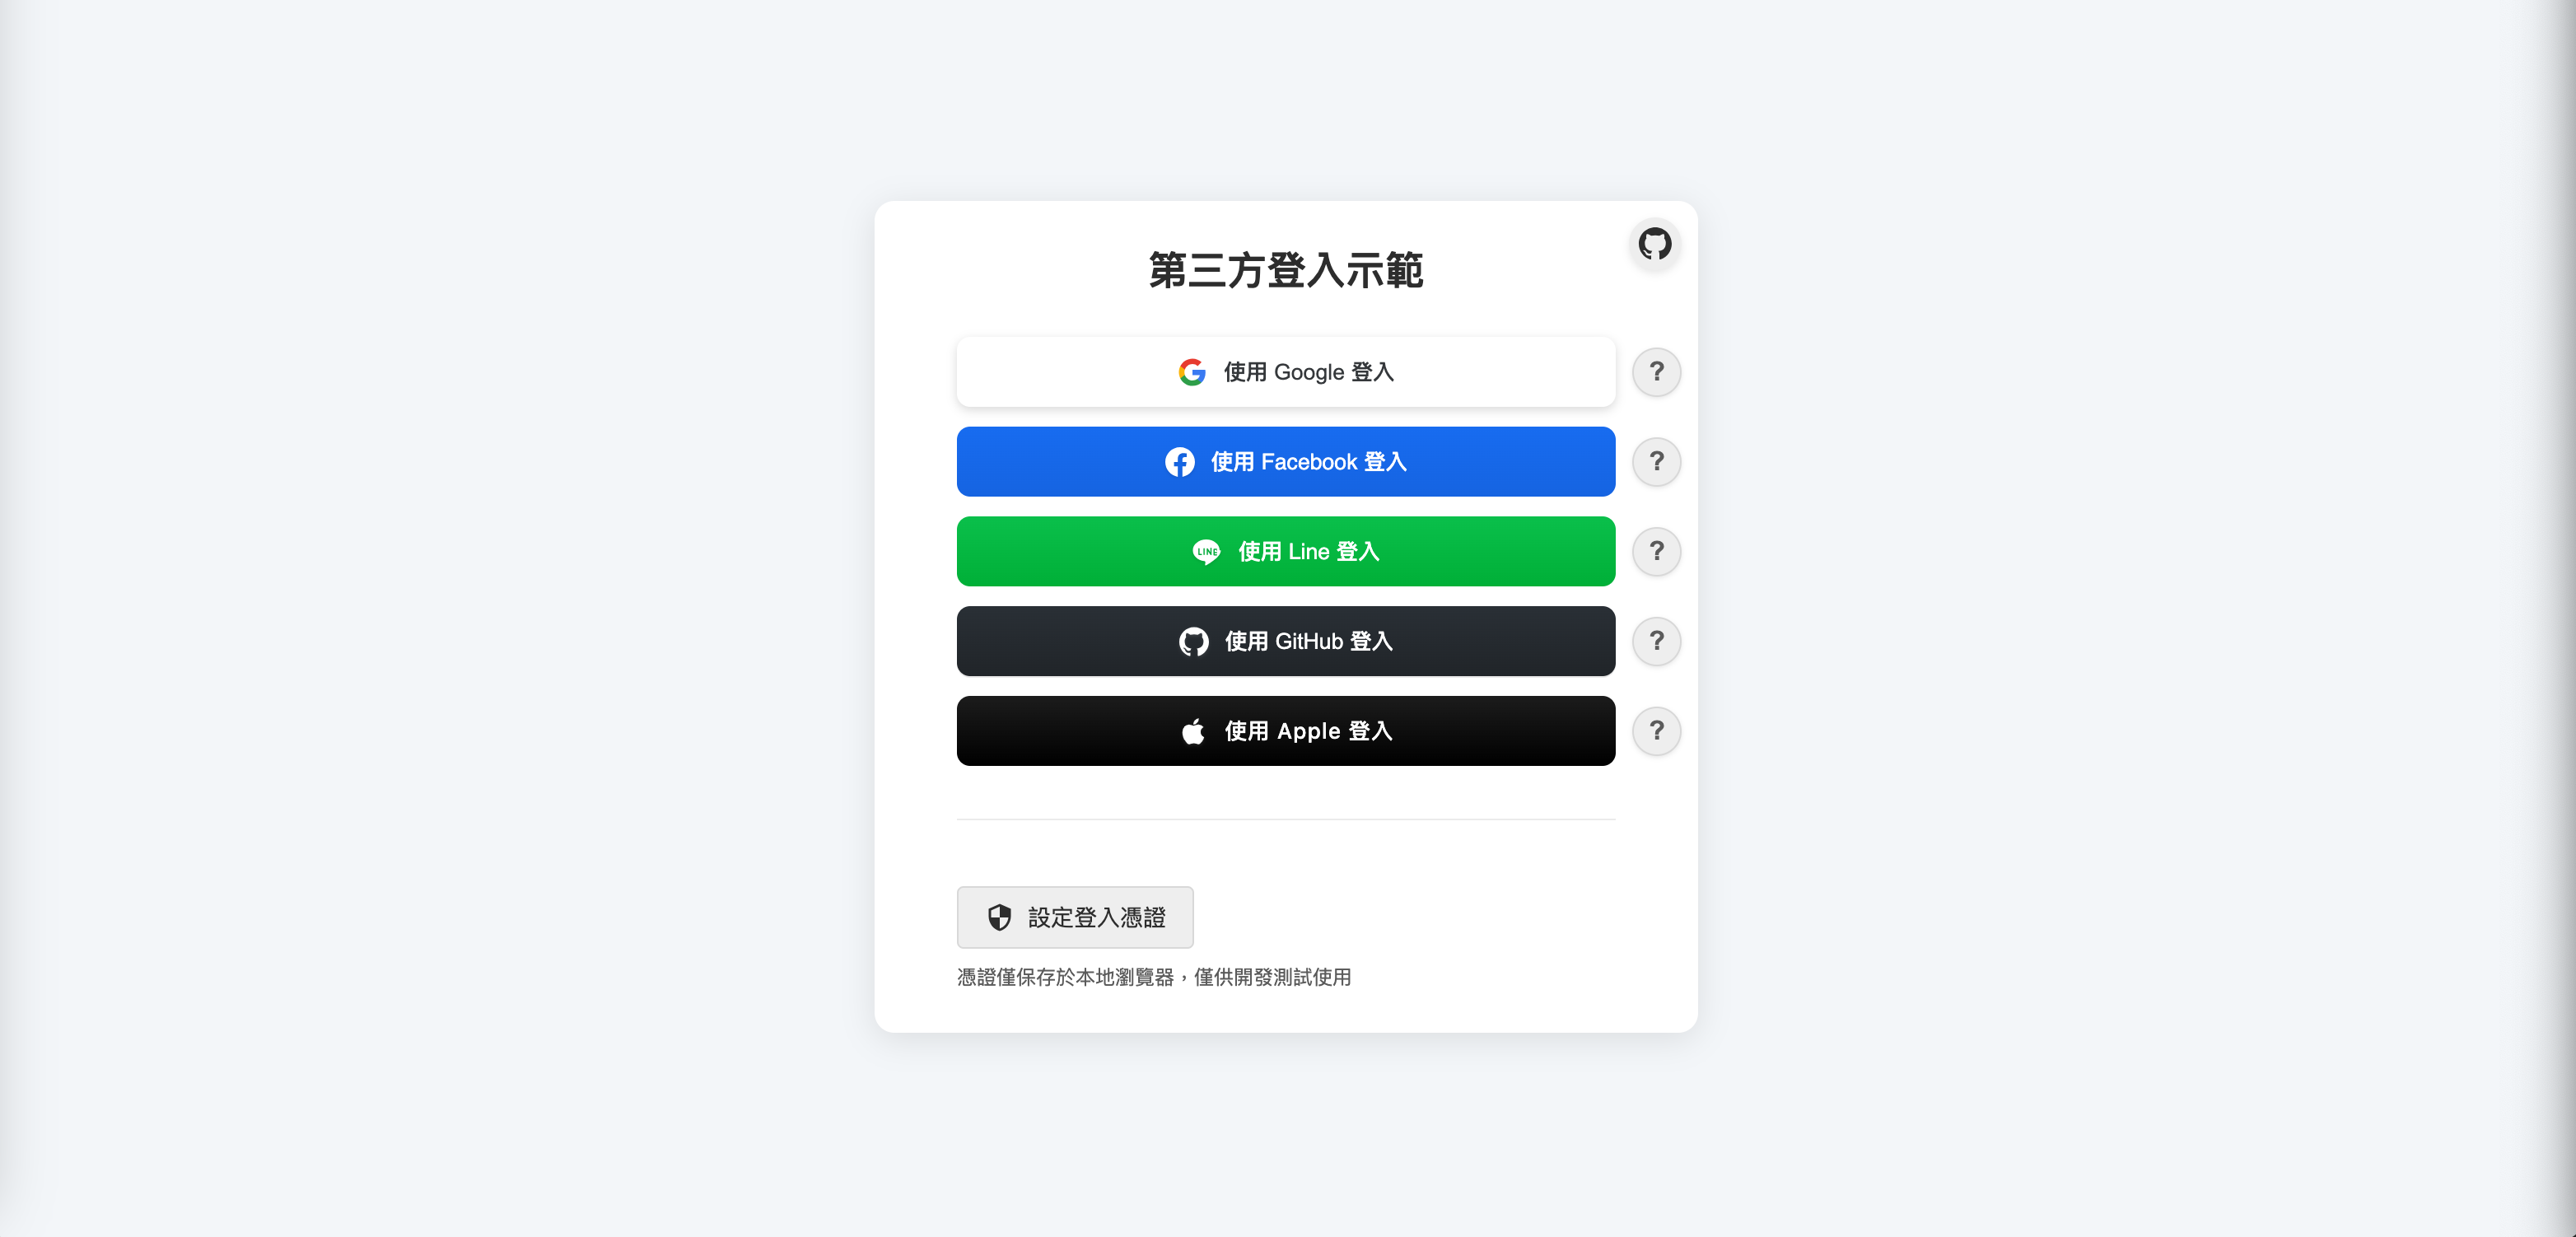 第三方登入示範
使用 Google 登入
?
使用 Facebook 登入
?
LINE
使用 Line 登入
?
使用 GitHub 登入
?
使用 Apple 登入
?
設定登入憑證
憑證僅保存於本地瀏覽器，僅供開發測試使用